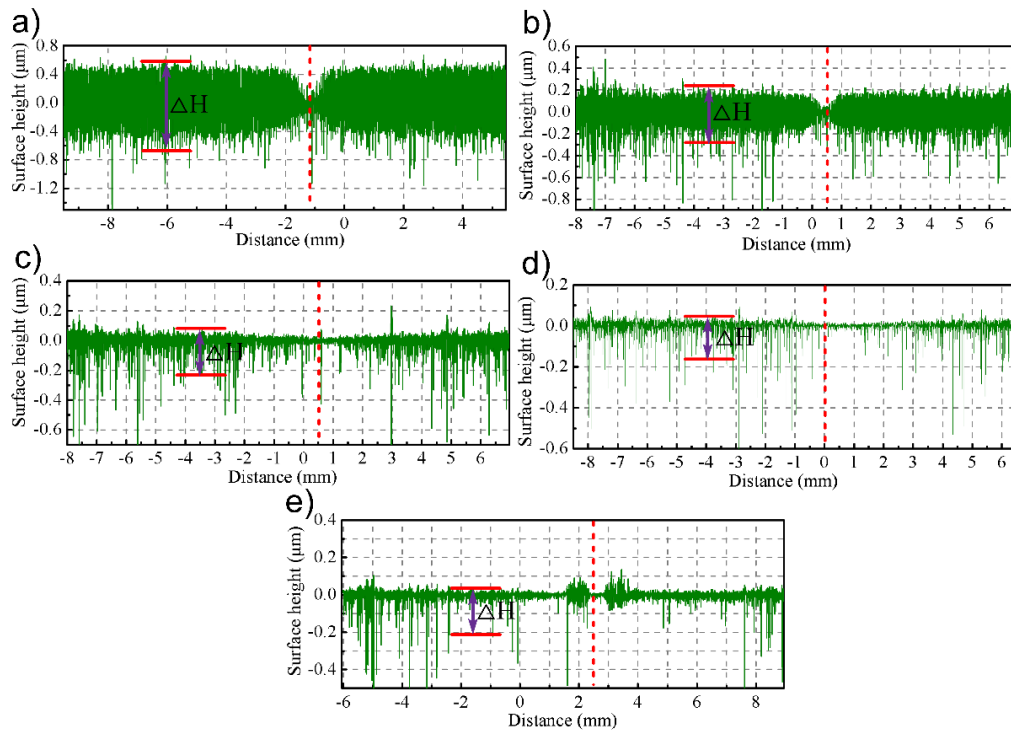 a)
Surface height (μm)
0.8
0.4
0.0
-0.4
-0.8
-1.2
ΔH
-8
-6
-4
-2
0
2
4
Distance (mm)
b)
Surface height (μm)
0.6
0.4
0.2
0.0
-0.2
-0.4
-0.6
-0.8
ΔH
-8 -7 -6 -5 -4 -3 -2 -1 0 1 2 3 4 5 6
Distance (mm)
c)
Surface height (μm)
0.4
0.2
0.0
-0.2
-0.4
-0.6
ΔH
-8 -7 -6 -5 -4 -3 -2 -1 0 1 2 3 4 5 6
Distance (mm)
d)
Surface height (μm)
0.2
0.0
-0.2
-0.4
-0.6
ΔH
-8 -7 -6 -5 -4 -3 -2 -1 0 1 2 3 4 5 6
Distance (mm)
e)
Surface height (μm)
0.4
0.2
0.0
-0.2
-0.4
ΔH
-6 -4 -2 0 2 4 6 8
Distance (mm)